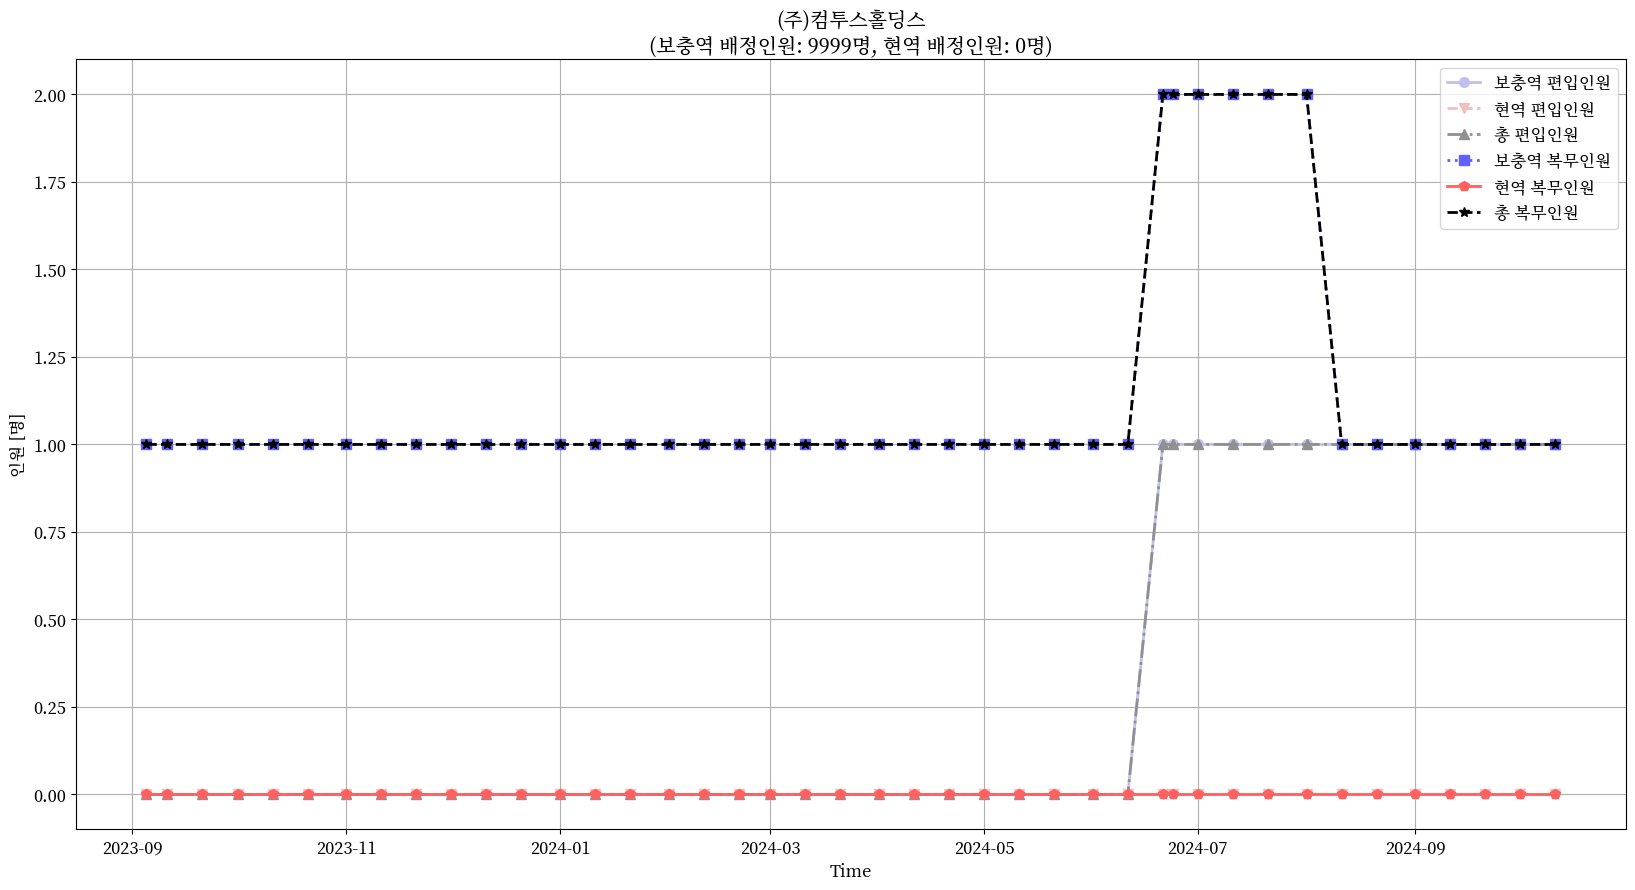 (주)컴투스홀딩스
(보충역 배정인원: 9999명, 현역 배정인원: 0명)
보충역 편입인원
현역 편입인원
총 편입인원
보충역 복무인원
현역 복무인원
총 복무인원
2.00
1.75
1.50
1.25
1.00
0.75
0.50
0.25
0.00
인원 [명]
2023-09
2023-11
2024-01
2024-03
2024-05
2024-07
2024-09
Time